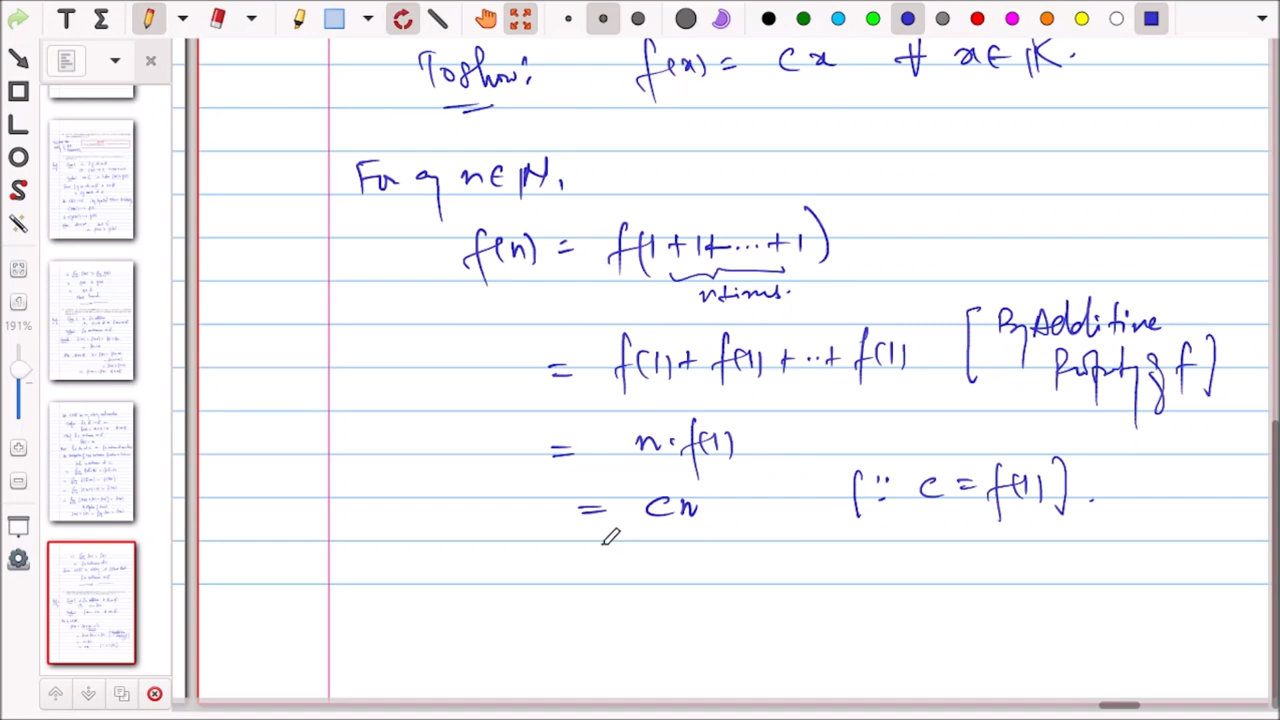 To show: f(x) = cx ∀ x ∈ ℝ.
For any n ∈ ℕ,
f(n) = f(1+1+...+1)
n times.
= f(1) + f(1) + ..+ f(1) [By Additive Property of f]
= n·f(1)
= cn [∵ c = f(1)].
191%